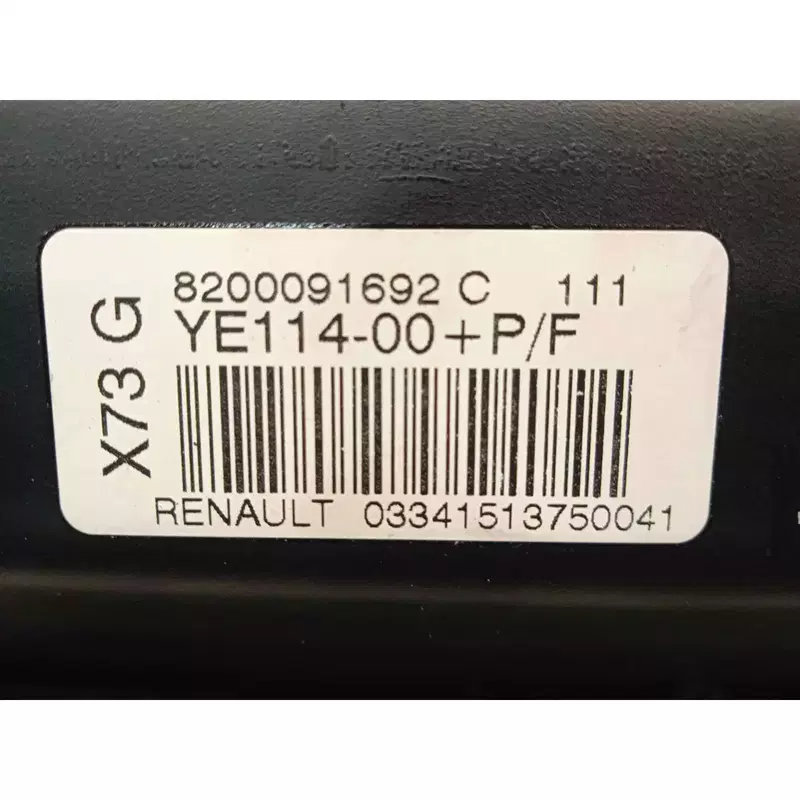 8200091692 C 111
YE114-00+P/F
X73 G
RENAULT 03341513750041